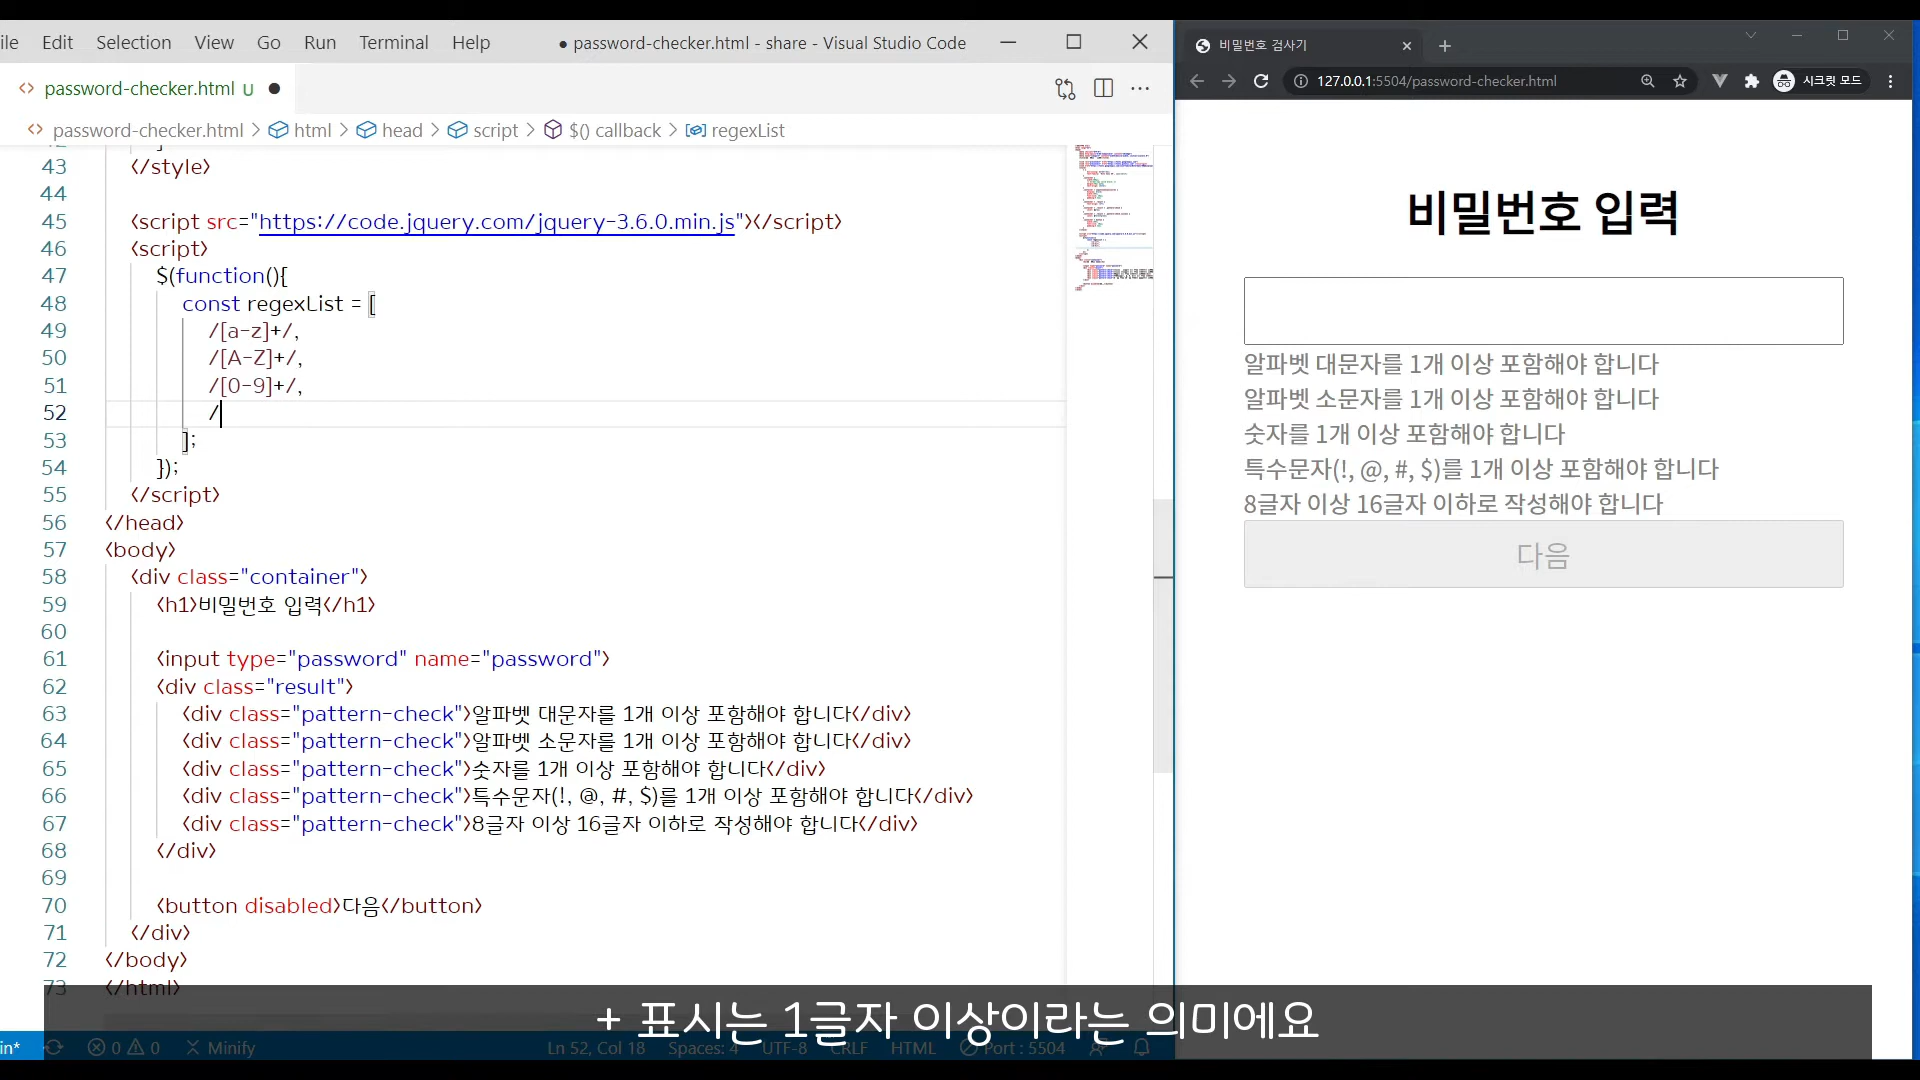 ile Edit Selection View Go Run Terminal Help ● password-checker.html - share - Visual Studio Code
password-checker.html U
password-checker.html > html > head > script > $() callback > regexList
43 </style>
44
45 <script src="https://code.jquery.com/jquery-3.6.0.min.js"></script>
46 <script>
47 $(function(){
48 const regexList = [
49 /[a-z]+/,
50 /[A-Z]+/,
51 /[0-9]+/,
52 /
53 ];
54 });
55 </script>
56 </head>
57 <body>
58 <div class="container">
59 <h1>비밀번호 입력</h1>
60
61 <input type="password" name="password">
62 <div class="result">
63 <div class="pattern-check">알파벳 대문자를 1개 이상 포함해야 합니다</div>
64 <div class="pattern-check">알파벳 소문자를 1개 이상 포함해야 합니다</div>
65 <div class="pattern-check">숫자를 1개 이상 포함해야 합니다</div>
66 <div class="pattern-check">특수문자(!, @, #, $)를 1개 이상 포함해야 합니다</div>
67 <div class="pattern-check">8글자 이상 16글자 이하로 작성해야 합니다</div>
68 </div>
69
70 <button disabled>다음</button>
71 </div>
72 </body>
73 </html>
in* 0 0 Minify Ln 52, Col 18 Spaces: 4 UTF-8 CRLF HTML Port : 5504
비밀번호 검사기
127.0.0.1:5504/password-checker.html 시크릿 모드
비밀번호 입력
알파벳 대문자를 1개 이상 포함해야 합니다
알파벳 소문자를 1개 이상 포함해야 합니다
숫자를 1개 이상 포함해야 합니다
특수문자(!, @, #, $)를 1개 이상 포함해야 합니다
8글자 이상 16글자 이하로 작성해야 합니다
다음
+ 표시는 1글자 이상이라는 의미에요